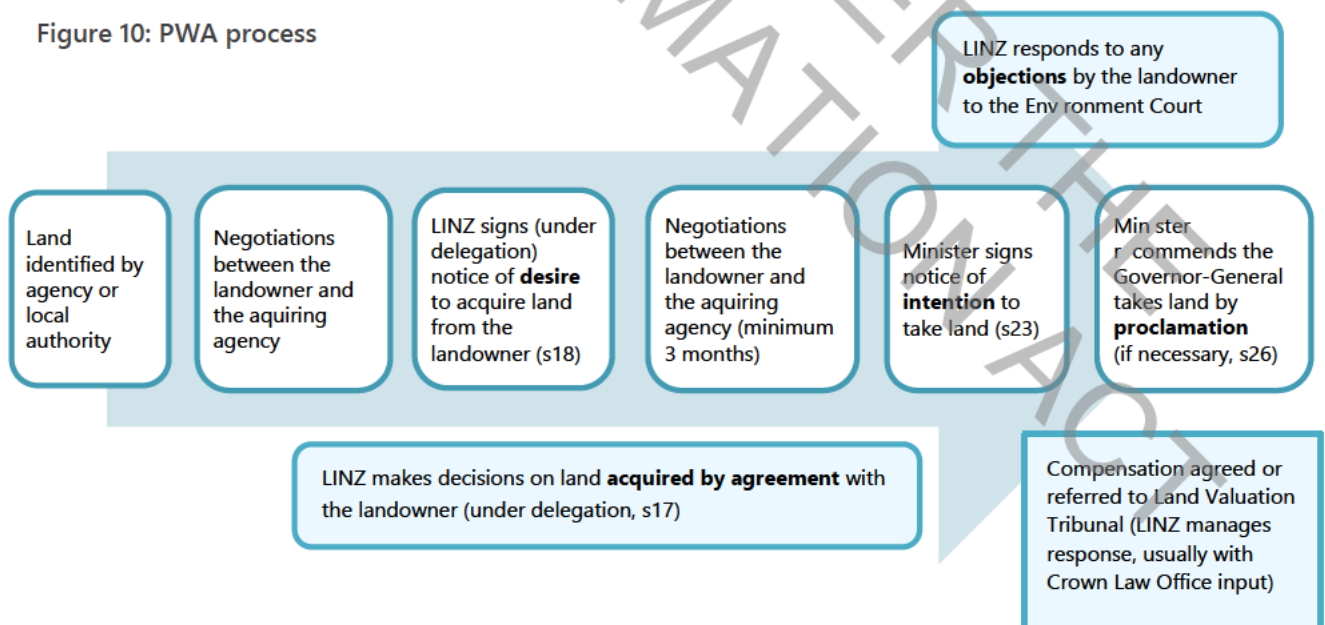 Figure 10: PWA process
LINZ responds to any
objections by the landowner
to the Env ronment Court
Land
identified by
agency or
local
authority
Negotiations
between the
landowner and
the aquiring
agency
LINZ signs (under
delegation)
notice of desire
to acquire land
from the
landowner (s18)
Negotiations
between the
landowner and
the aquiring
agency (minimum
3 months)
Minister signs
notice of
intention to
take land (s23)
Min ster
r commends the
Governor-General
takes land by
proclamation
(if necessary, s26)
LINZ makes decisions on land acquired by agreement with
the landowner (under delegation, s17)
Compensation agreed or
referred to Land Valuation
Tribunal (LINZ manages
response, usually with
Crown Law Office input)
THE
ACT